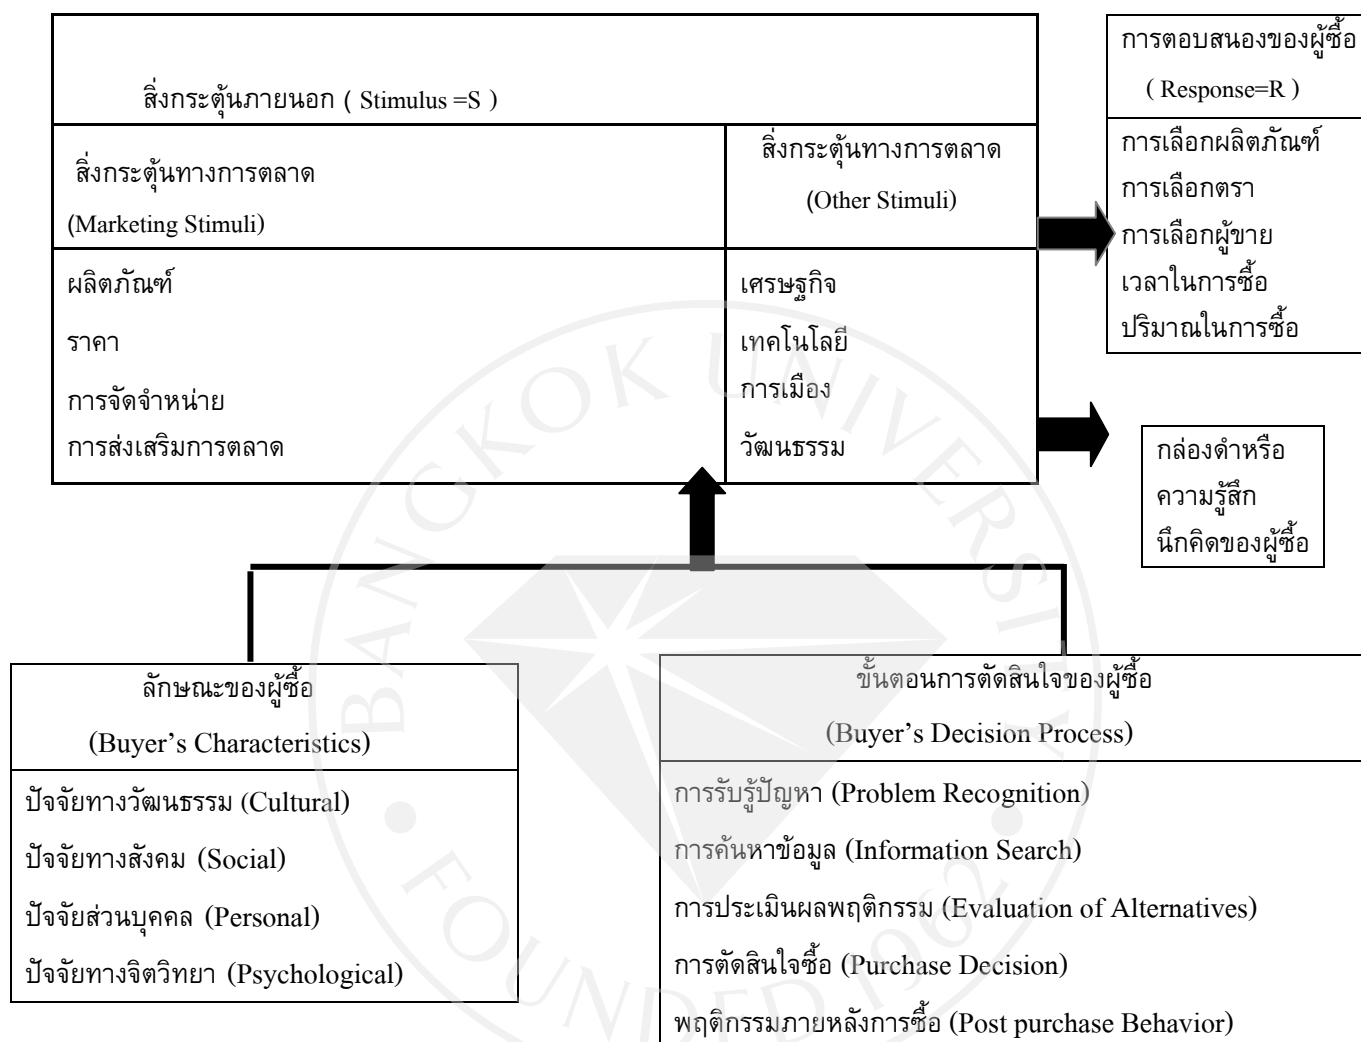 สิ่งกระตุ้นภายนอก ( Stimulus =S )
สิ่งกระตุ้นทางการตลาด
(Marketing Stimuli)
สิ่งกระตุ้นทางการตลาด
(Other Stimuli)
ผลิตภัณฑ์
ราคา
การจัดจำหน่าย
การส่งเสริมการตลาด
เศรษฐกิจ
เทคโนโลยี
การเมือง
วัฒนธรรม
การตอบสนองของผู้ซื้อ
( Response=R )
การเลือกผลิตภัณฑ์
การเลือกตรา
การเลือกผู้ขาย
เวลาในการซื้อ
ปริมาณในการซื้อ
กล่องดำหรือ
ความรู้สึก
นึกคิดของผู้ซื้อ
ลักษณะของผู้ซื้อ
(Buyer’s Characteristics)
ปัจจัยทางวัฒนธรรม (Cultural)
ปัจจัยทางสังคม (Social)
ปัจจัยส่วนบุคคล (Personal)
ปัจจัยทางจิตวิทยา (Psychological)
ขั้นตอนการตัดสินใจของผู้ซื้อ
(Buyer’s Decision Process)
การรับรู้ปัญหา (Problem Recognition)
การค้นหาข้อมูล (Information Search)
การประเมินผลพฤติกรรม (Evaluation of Alternatives)
การตัดสินใจซื้อ (Purchase Decision)
พฤติกรรมภายหลังการซื้อ (Post purchase Behavior)
BANGKOK UNIVERSITY
FOUNDED 1962